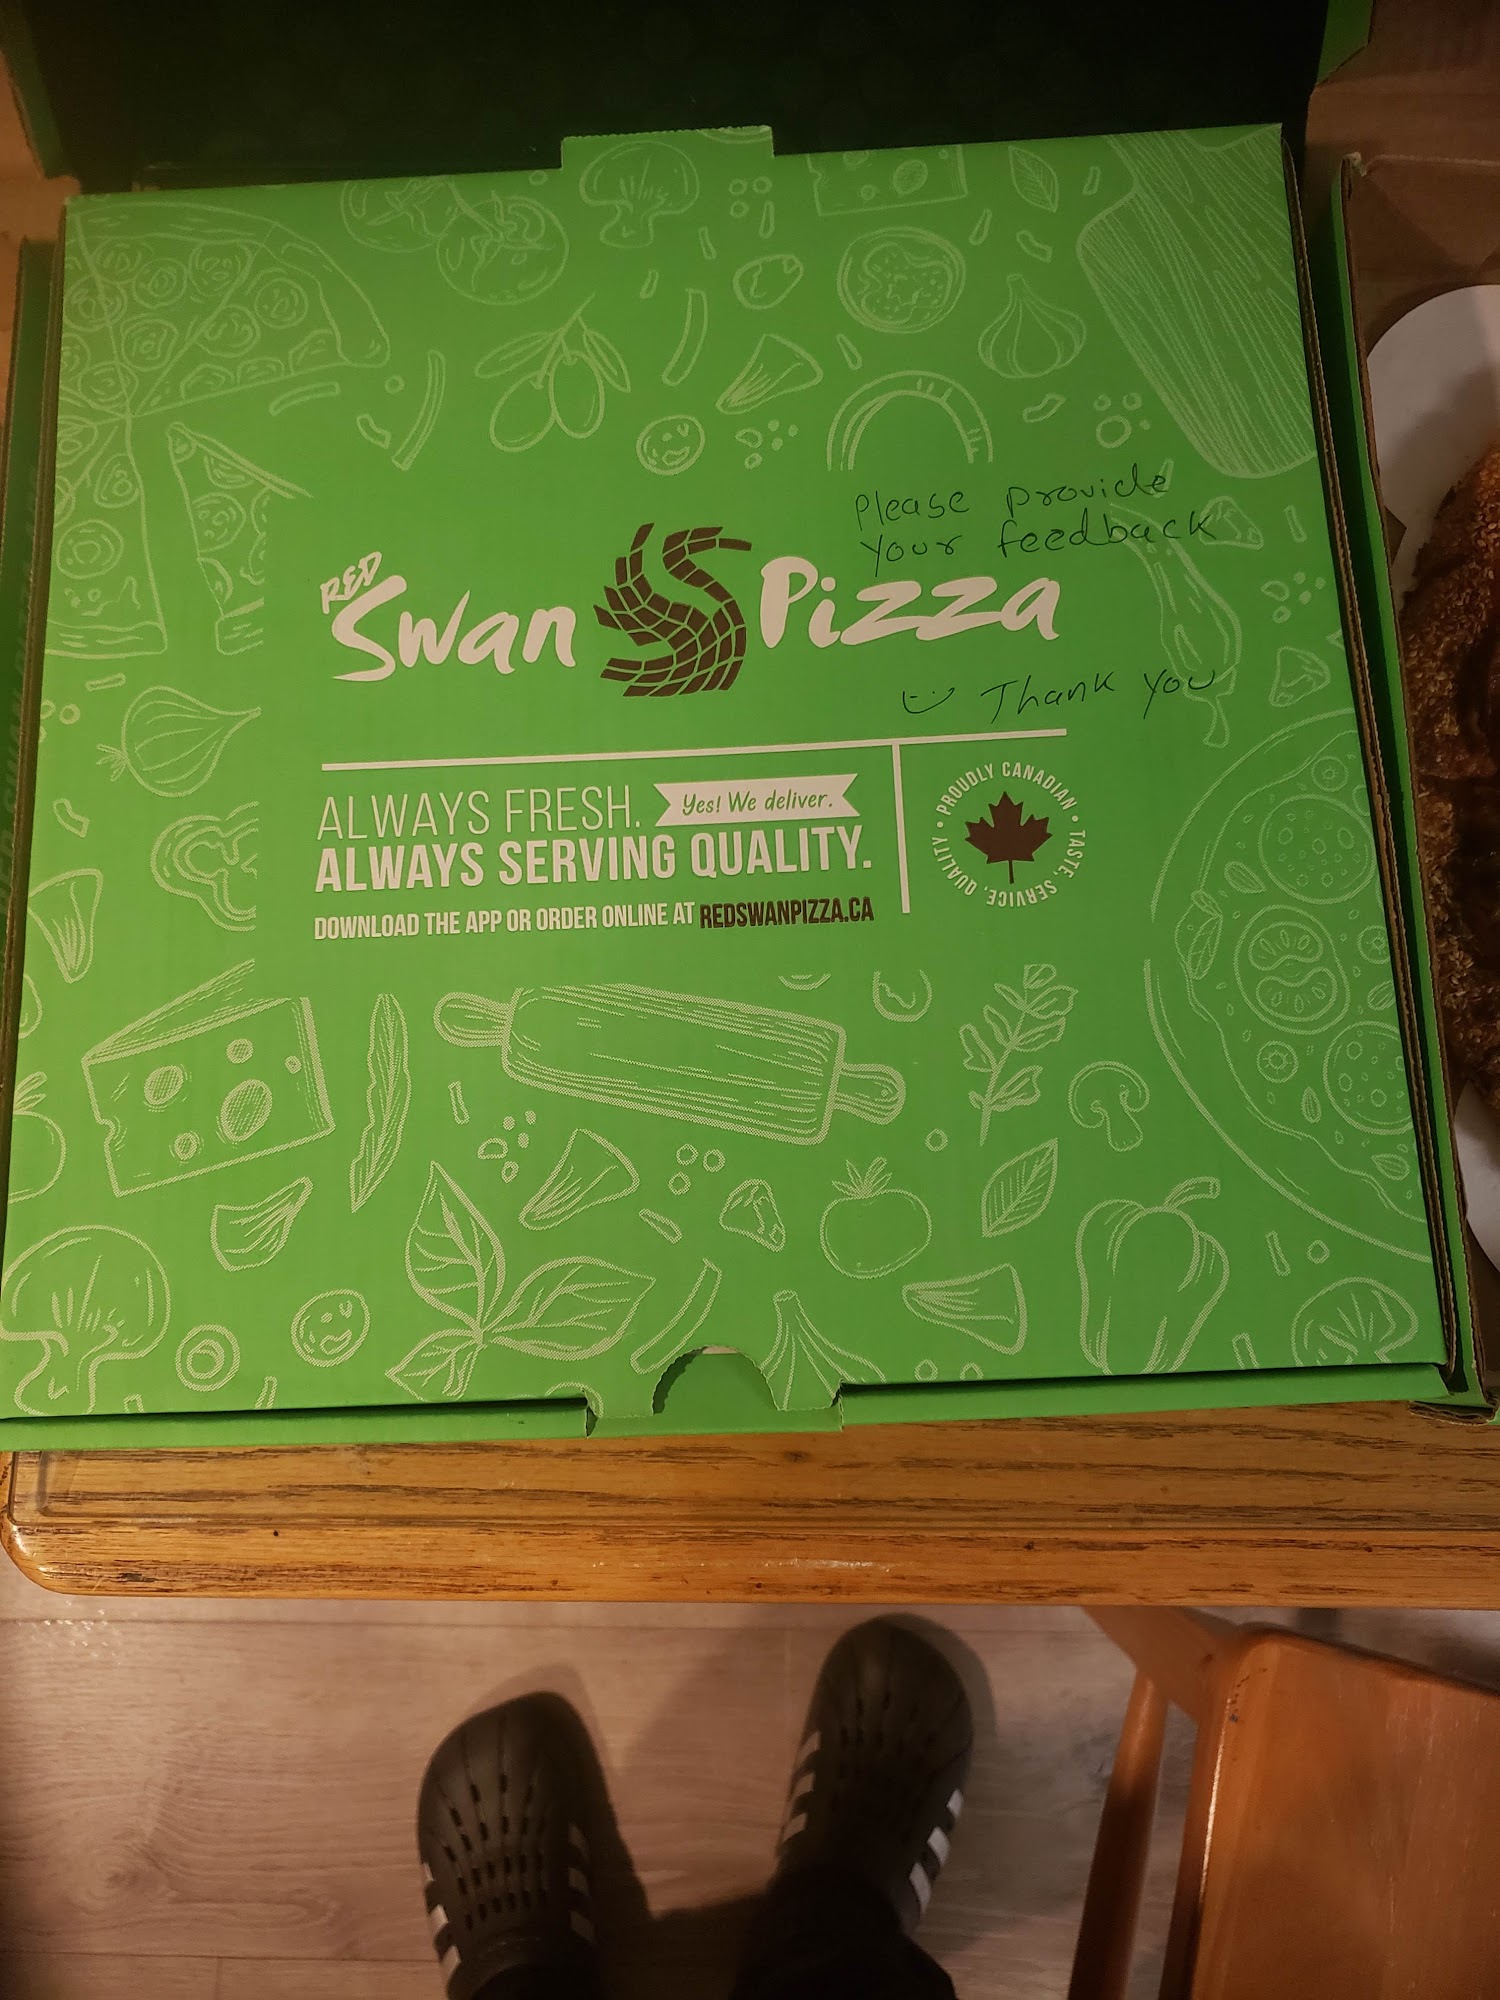 Please provide
your feedback
RED
Swan Pizza
Thank you
ALWAYS FRESH. Yes! We deliver.
ALWAYS SERVING QUALITY.
DOWNLOAD THE APP OR ORDER ONLINE AT REDSWANPIZZA.CA
• PROUDLY CANADIAN • TASTE, SERVICE, QUALITY